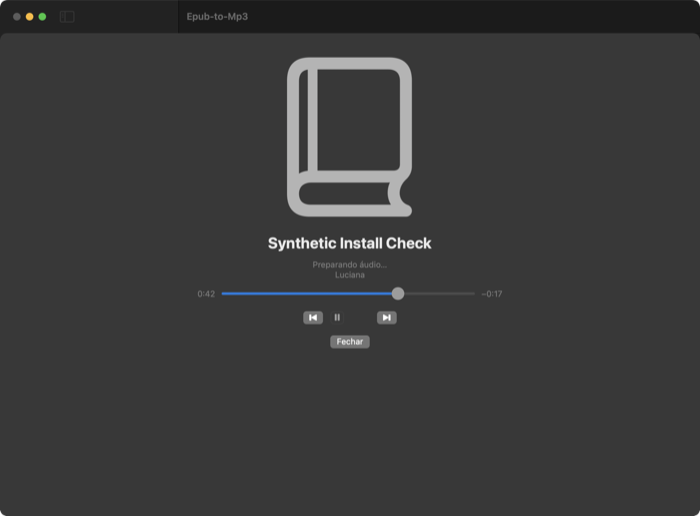 Epub-to-Mp3
Synthetic Install Check
Preparando áudio...
Luciana
0:42
−0:17
Fechar